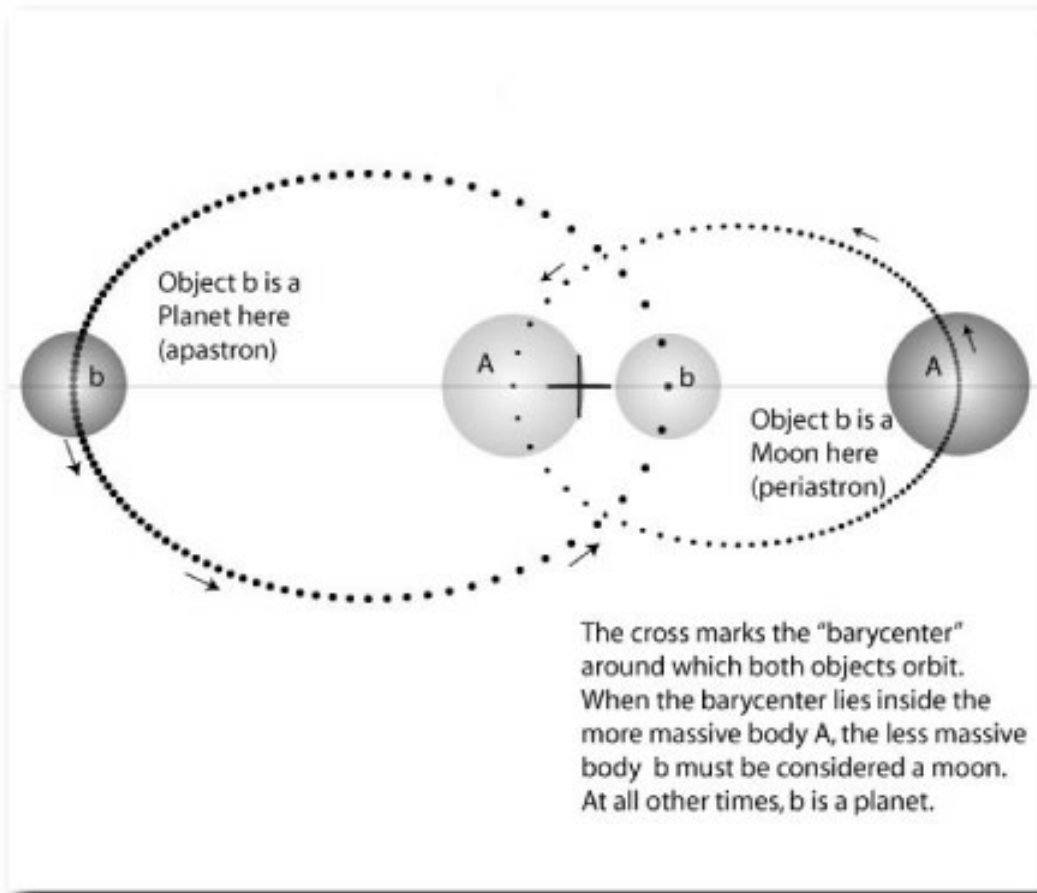 Object b is a
Planet here
(apastron)
b
A
b
A
Object b is a
Moon here
(periastron)
The cross marks the “barycenter”
around which both objects orbit.
When the barycenter lies inside the
more massive body A, the less massive
body b must be considered a moon.
At all other times, b is a planet.